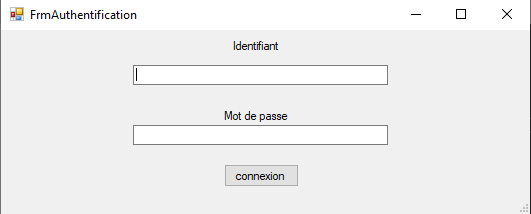 FrmAuthentification
Identifiant
Mot de passe
connexion